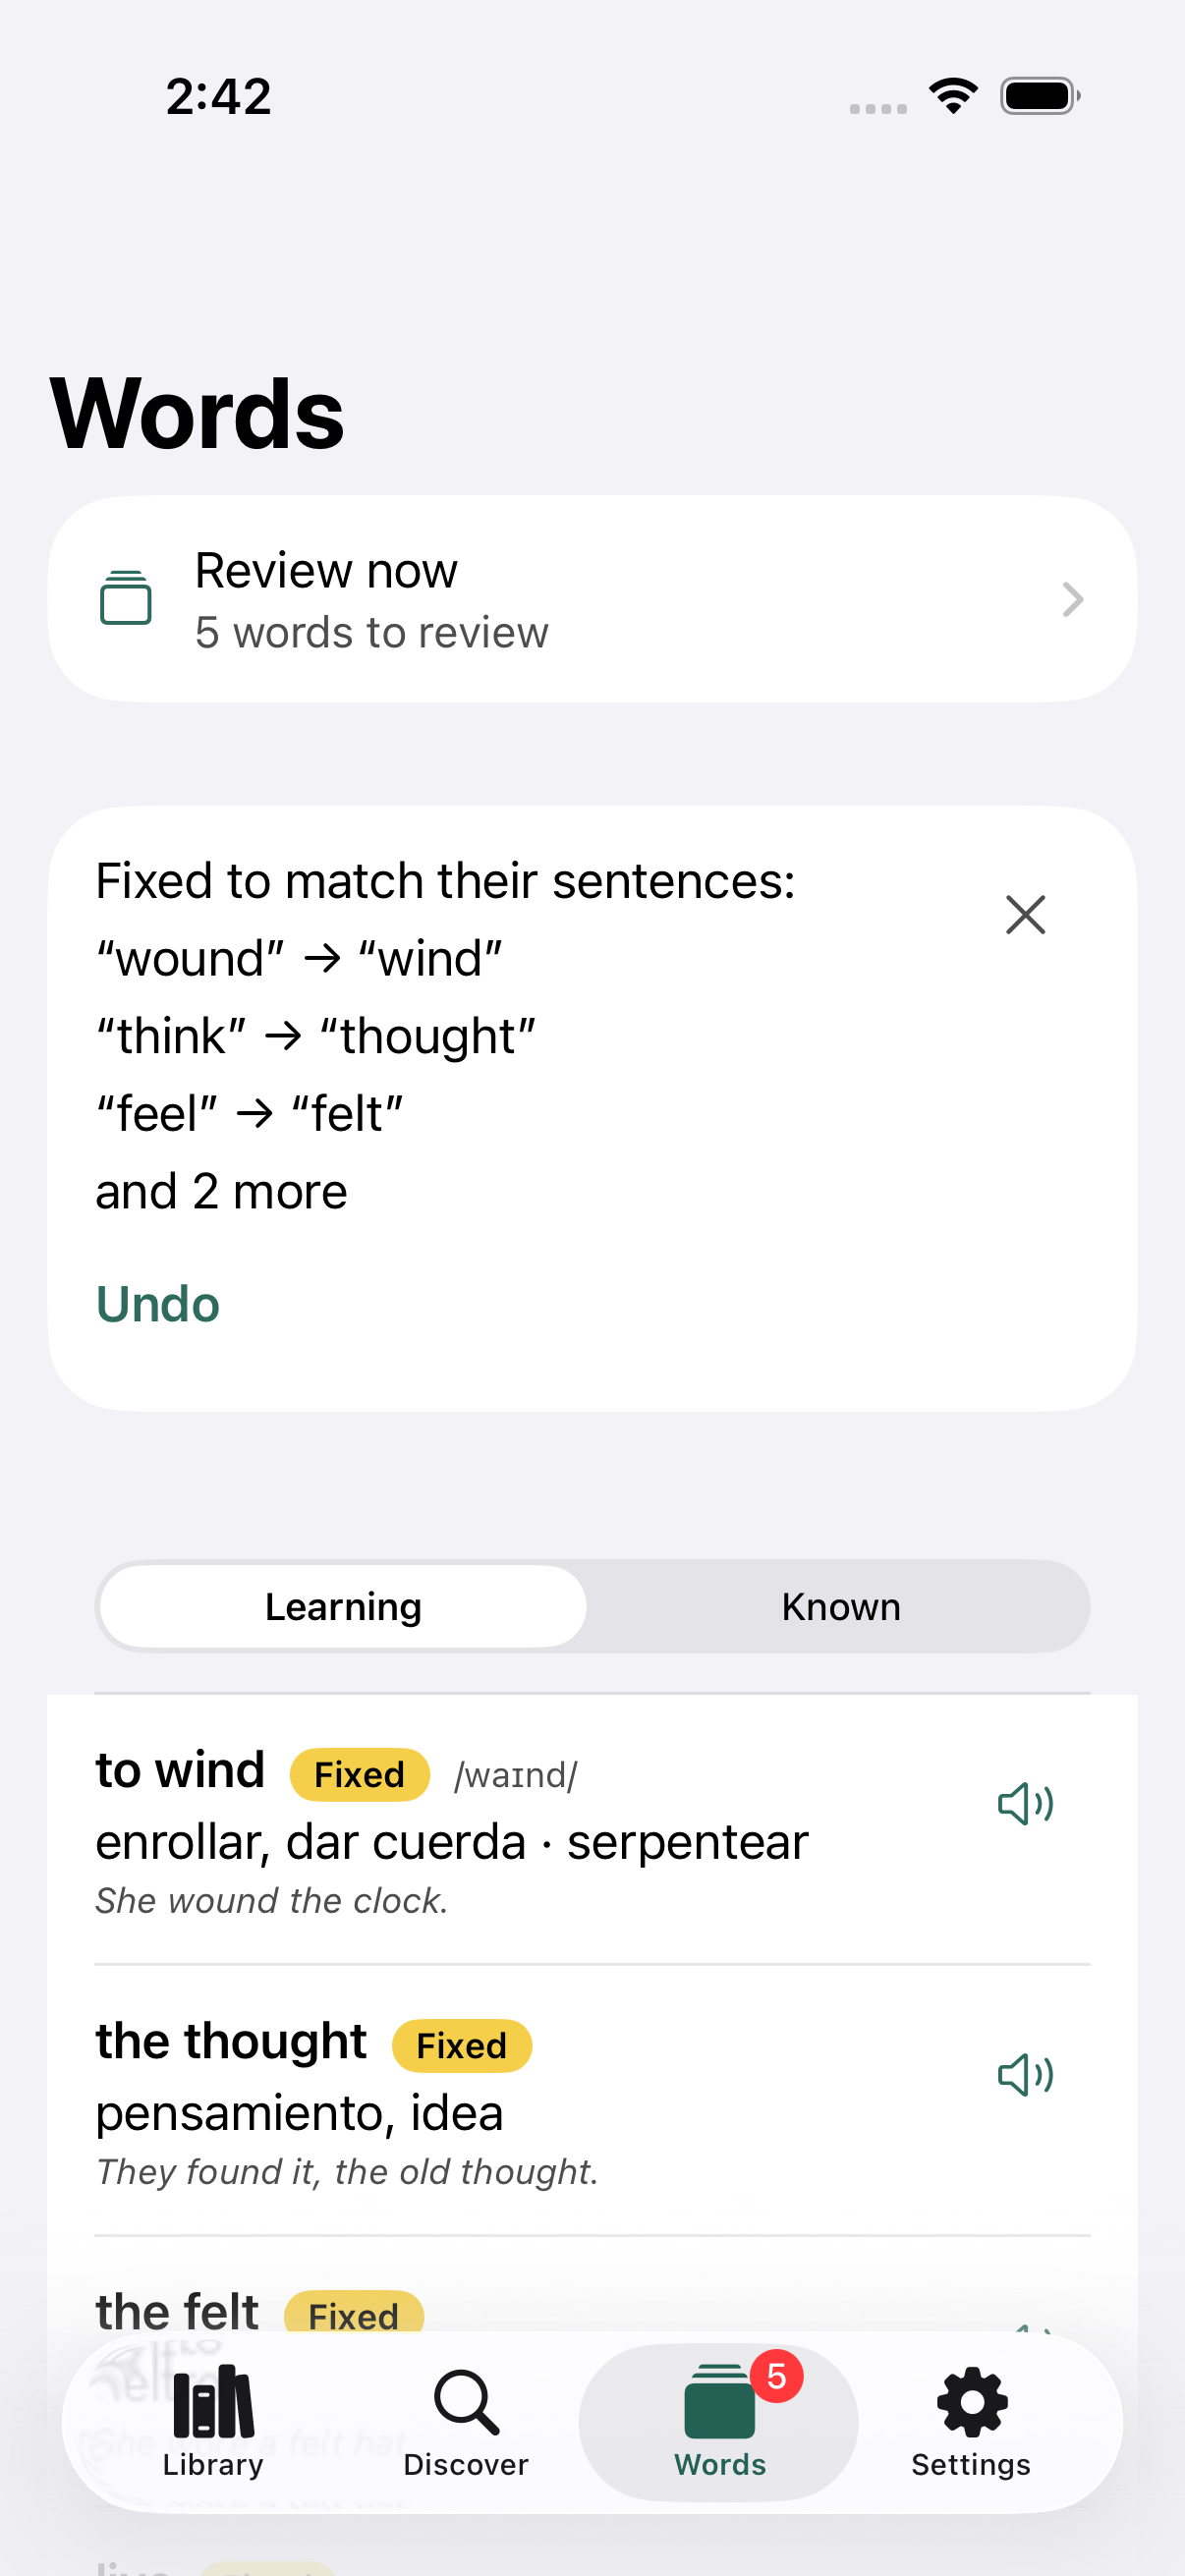 2:42
Words
Review now
5 words to review
Fixed to match their sentences:
“wound” → “wind”
“think” → “thought”
“feel” → “felt”
and 2 more
Undo
Learning
Known
to wind Fixed /waɪnd/
enrollar, dar cuerda · serpentear
She wound the clock.
the thought Fixed
pensamiento, idea
They found it, the old thought.
the felt Fixed
5
Library
Discover
Words
Settings